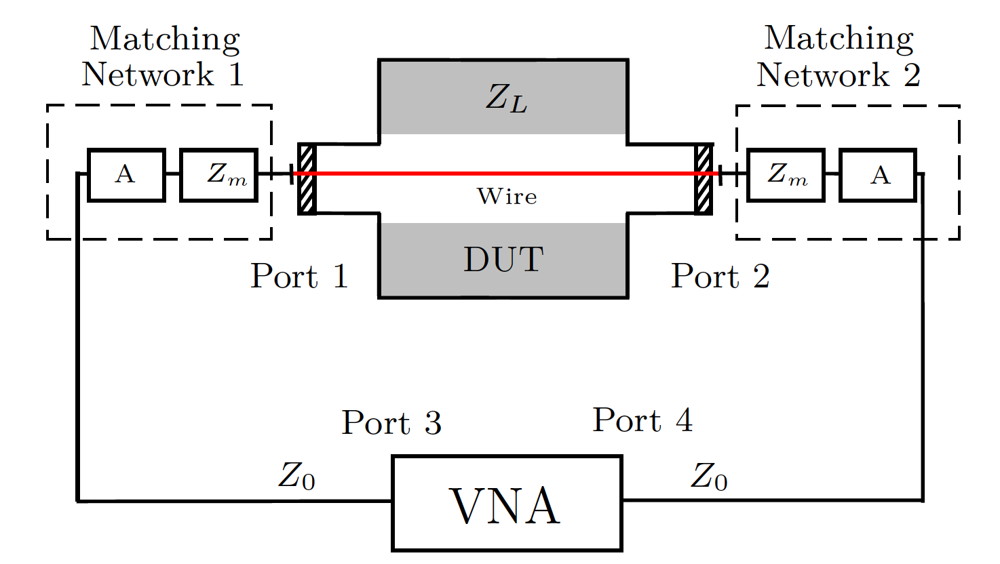 Matching
Network 1
Matching
Network 2
Z_L
A
Z_m
Z_m
A
Wire
DUT
Port 1
Port 2
Port 3
Port 4
Z_0
Z_0
VNA